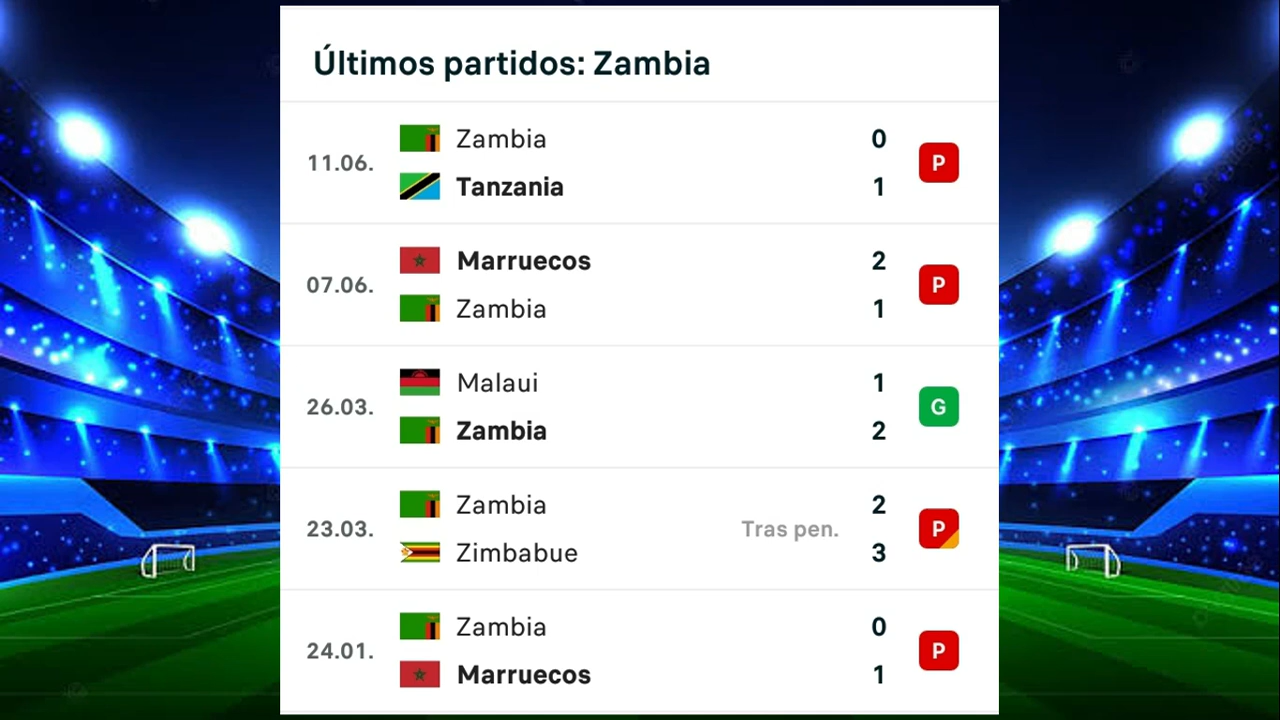 Últimos partidos: Zambia
11.06.
Zambia 0
Tanzania 1
P
07.06.
Marruecos 2
Zambia 1
P
26.03.
Malaui 1
Zambia 2
G
23.03.
Zambia 2
Zimbabue 3
Tras pen.
P
24.01.
Zambia 0
Marruecos 1
P